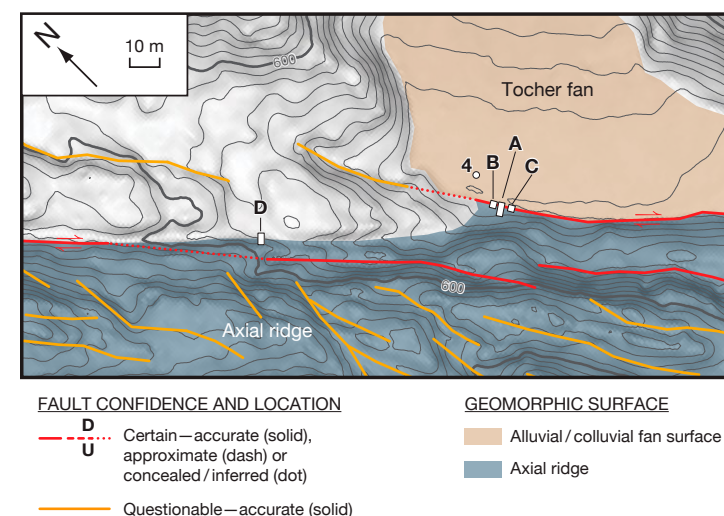 N
10 m
600
Tocher fan
A
4
B
C
D
600
Axial ridge
FAULT CONFIDENCE AND LOCATION
D
U
Certain—accurate (solid),
approximate (dash) or
concealed / inferred (dot)
Questionable—accurate (solid)
GEOMORPHIC SURFACE
Alluvial / colluvial fan surface
Axial ridge